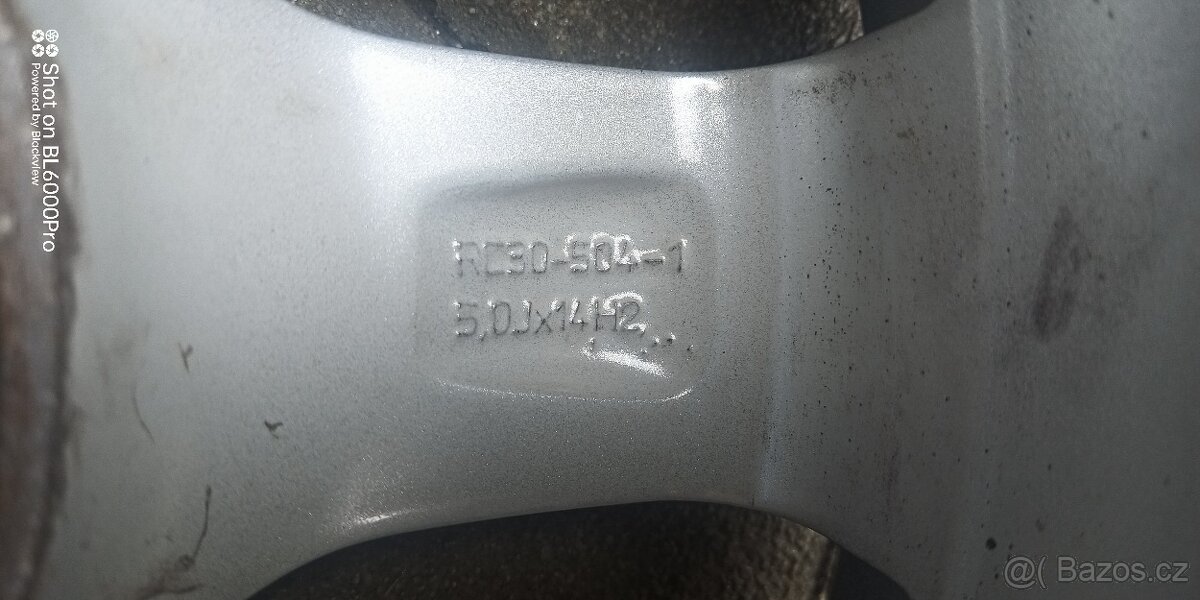 RC30-504-1
5,0Jx14H2
Shot on BL6000Pro
Powered by Blackview
@( Bazos.cz